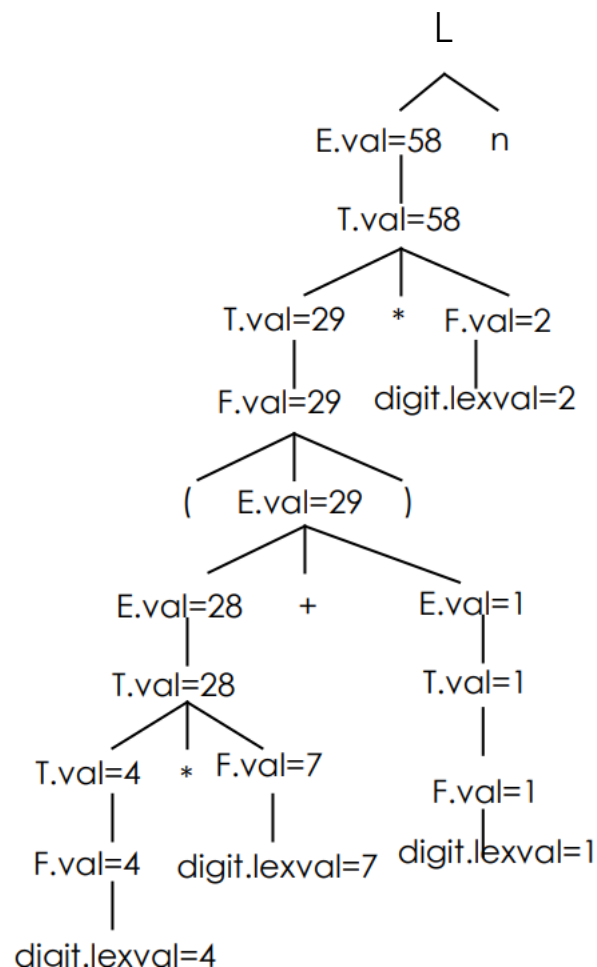 L
E.val=58 n
T.val=58
T.val=29 * F.val=2
F.val=29 digit.lexval=2
( E.val=29 )
E.val=28 + E.val=1
T.val=28 T.val=1
T.val=4 * F.val=7
F.val=1
F.val=4 digit.lexval=7 digit.lexval=1
digit.lexval=4